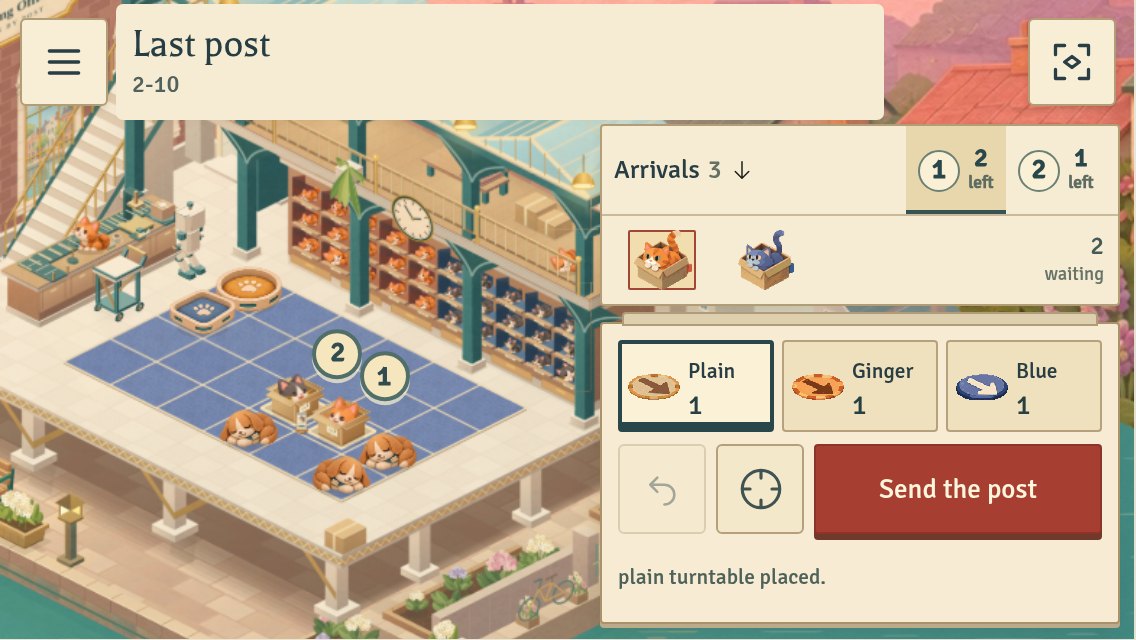 Last post
2-10
Arrivals 3
1 2 left
2 1 left
2 waiting
2
1
Plain
1
Ginger
1
Blue
1
Send the post
plain turntable placed.